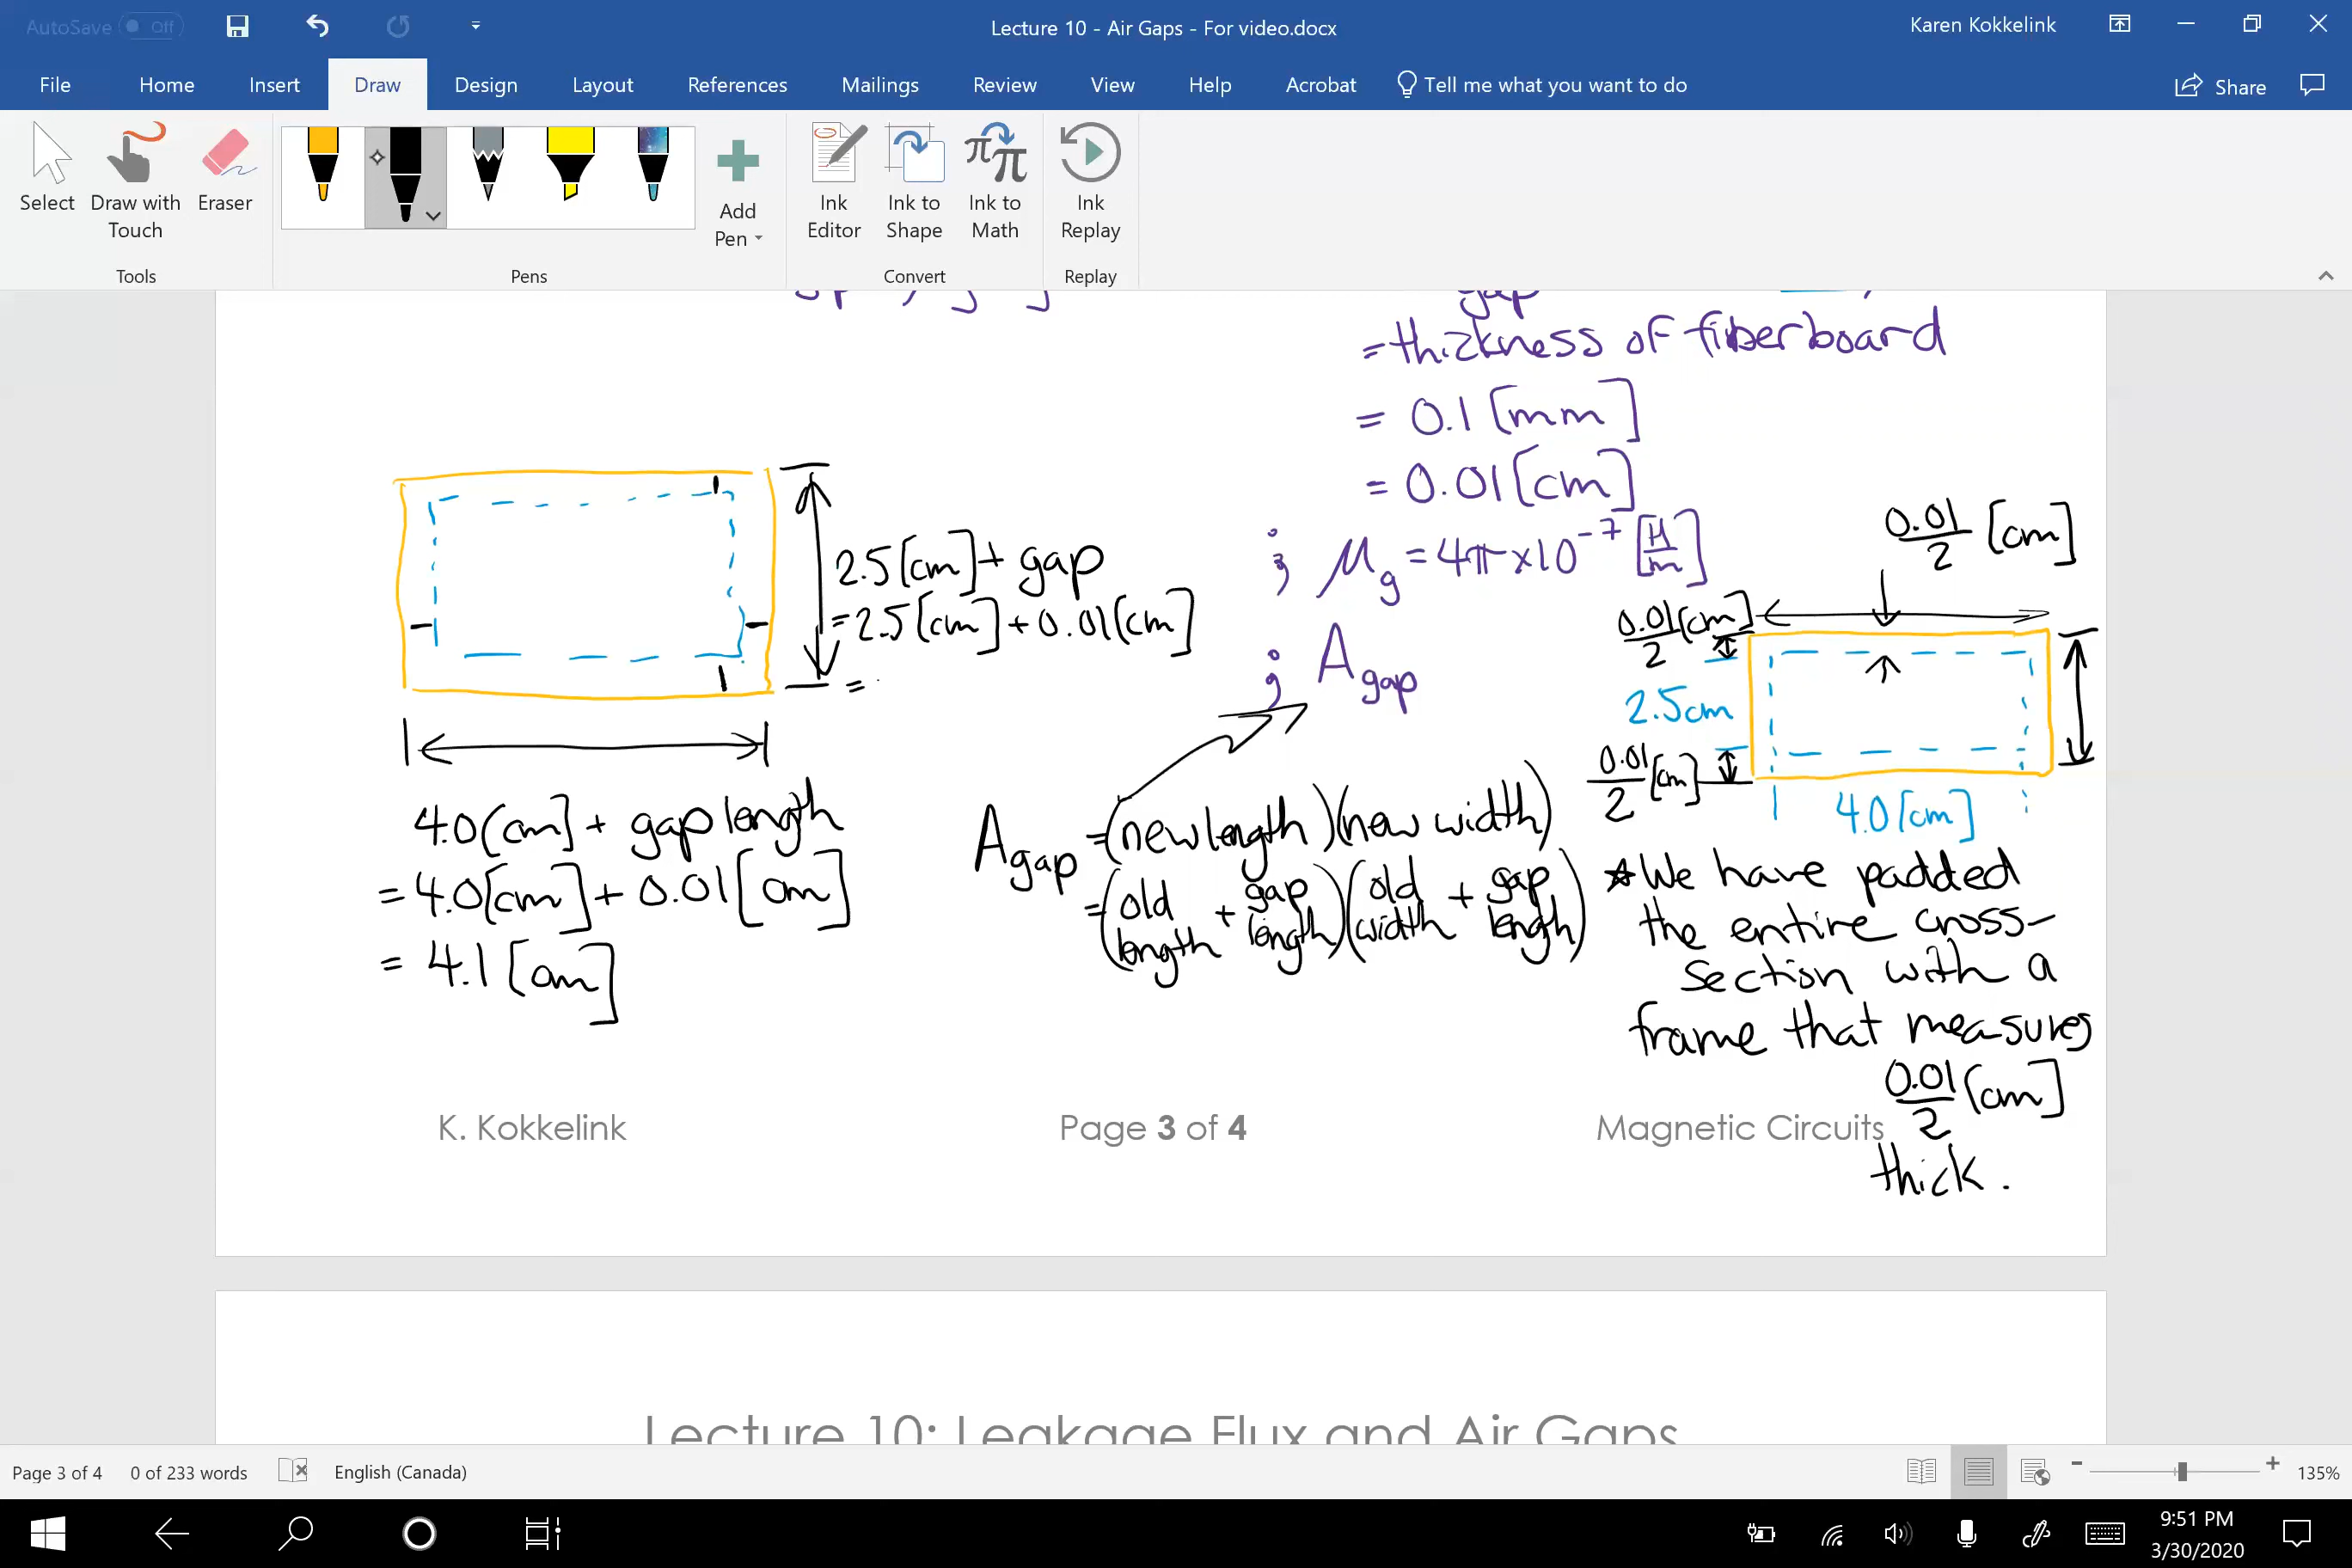 AutoSave Off
Lecture 10 - Air Gaps - For video.docx
Karen Kokkelink
File Home Insert Draw Design Layout References Mailings Review View Help Acrobat Tell me what you want to do Share
Select
Draw with Touch
Eraser
Add Pen
Ink Editor
Ink to Shape
Ink to Math
Ink Replay
Tools Pens Convert Replay
gap
= thickness of fiberboard
= 0.1 [mm]
= 0.01 [cm]
; μg = 4π×10⁻⁷ [H/m]
; Agap
2.5 [cm] + gap
= 2.5 [cm] + 0.01 [cm]
=
4.0 [cm] + gap length
= 4.0 [cm] + 0.01 [cm]
= 4.1 [cm]
Agap = (new length)(new width)
= (old length + gap length)(old width + gap length)
0.01/2 [cm]
0.01/2 [cm]
2.5cm
0.01/2 [cm]
4.0 [cm]
*We have padded
the entire cross-
section with a
frame that measures
0.01/2 [cm]
thick.
K. Kokkelink Page 3 of 4 Magnetic Circuits
Lecture 10: Leakage Flux and Air Gaps
Page 3 of 4 0 of 233 words English (Canada) 135%
9:51 PM
3/30/2020